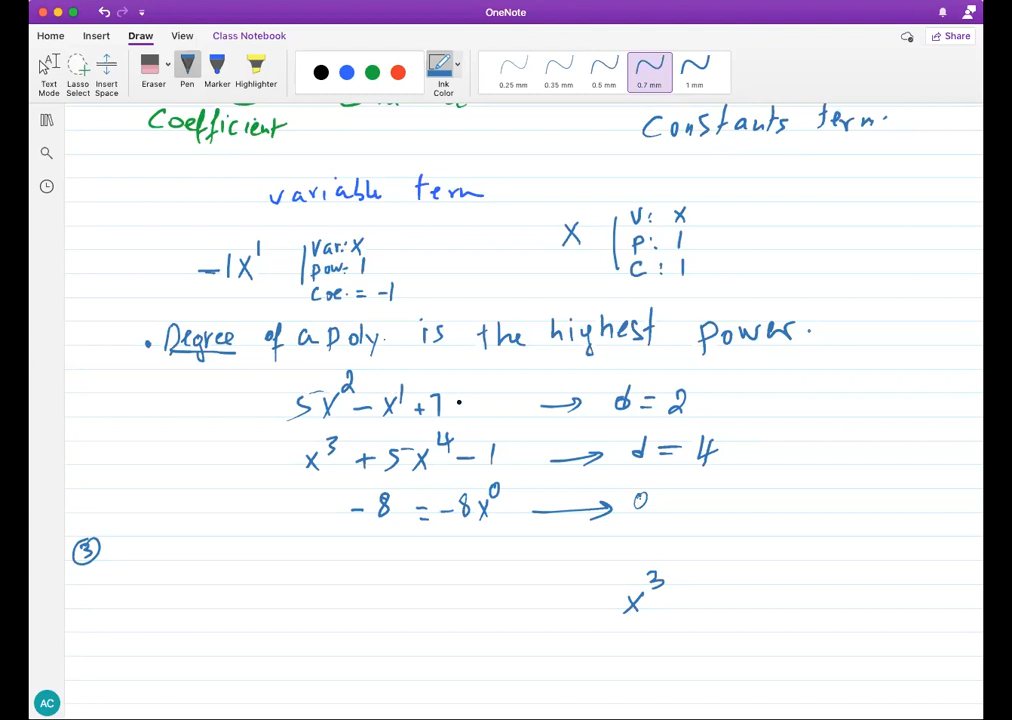 OneNote
Home Insert Draw View Class Notebook Share
Text Mode Lasso Select Insert Space Eraser Pen Marker Highlighter Ink Color 0.25 mm 0.35 mm 0.5 mm 0.7 mm 1 mm
Coefficient Constants term.
variable term
-1x¹ Var: x
pow: 1
coe. = -1
X V: x
P: 1
C: 1
• Degree of a poly. is the highest power.
5x² - x¹ + 7 → d = 2
x³ + 5x⁴ - 1 → d = 4
-8 = -8x⁰ → 0
③
x³
AC